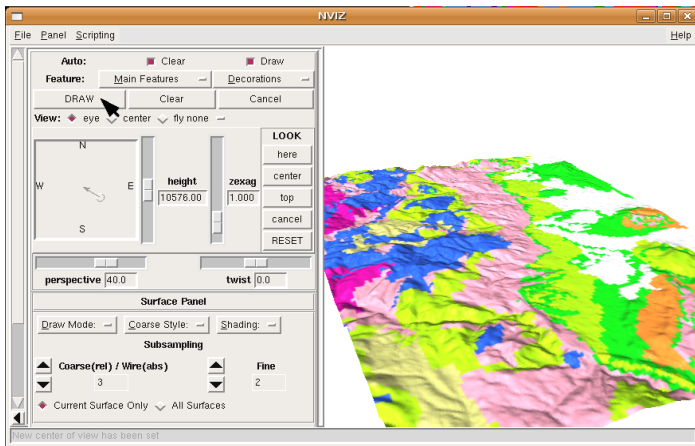 NVIZ
File Panel Scripting Help
Auto: Clear Draw
Feature: Main Features Decorations
DRAW Clear Cancel
View: eye center fly none
LOOK
here
center
top
cancel
RESET
N
W E
S
height
10576.00
zexag
1.000
perspective 40.0 twist 0.0
Surface Panel
Draw Mode: Coarse Style: Shading:
Subsampling
Coarse(rel) / Wire(abs) Fine
3 2
Current Surface Only All Surfaces
New center of view has been set